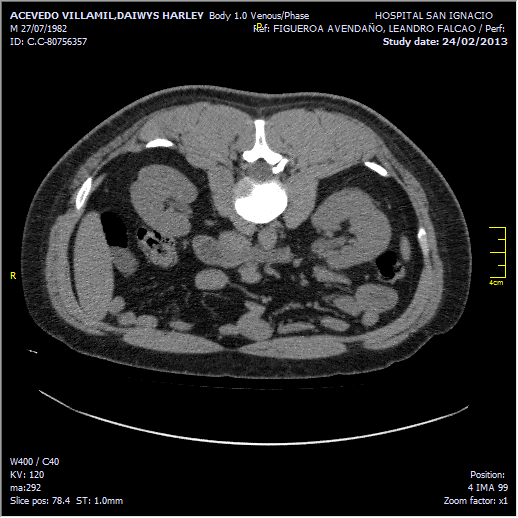 ACEVEDO VILLAMIL,DAIWYS HARLEY Body 1.0 Venous/Phase
HOSPITAL SAN IGNACIO
M 27/07/1982
Ref: FIGUEROA AVENDAÑO, LEANDRO FALCAO / Perf:
ID: C.C-80756357
Study date: 24/02/2013
R
4cm
W400 / C40
KV: 120
ma:292
Slice pos: 78.4 ST: 1.0mm
Position:
4 IMA 99
Zoom factor: x1